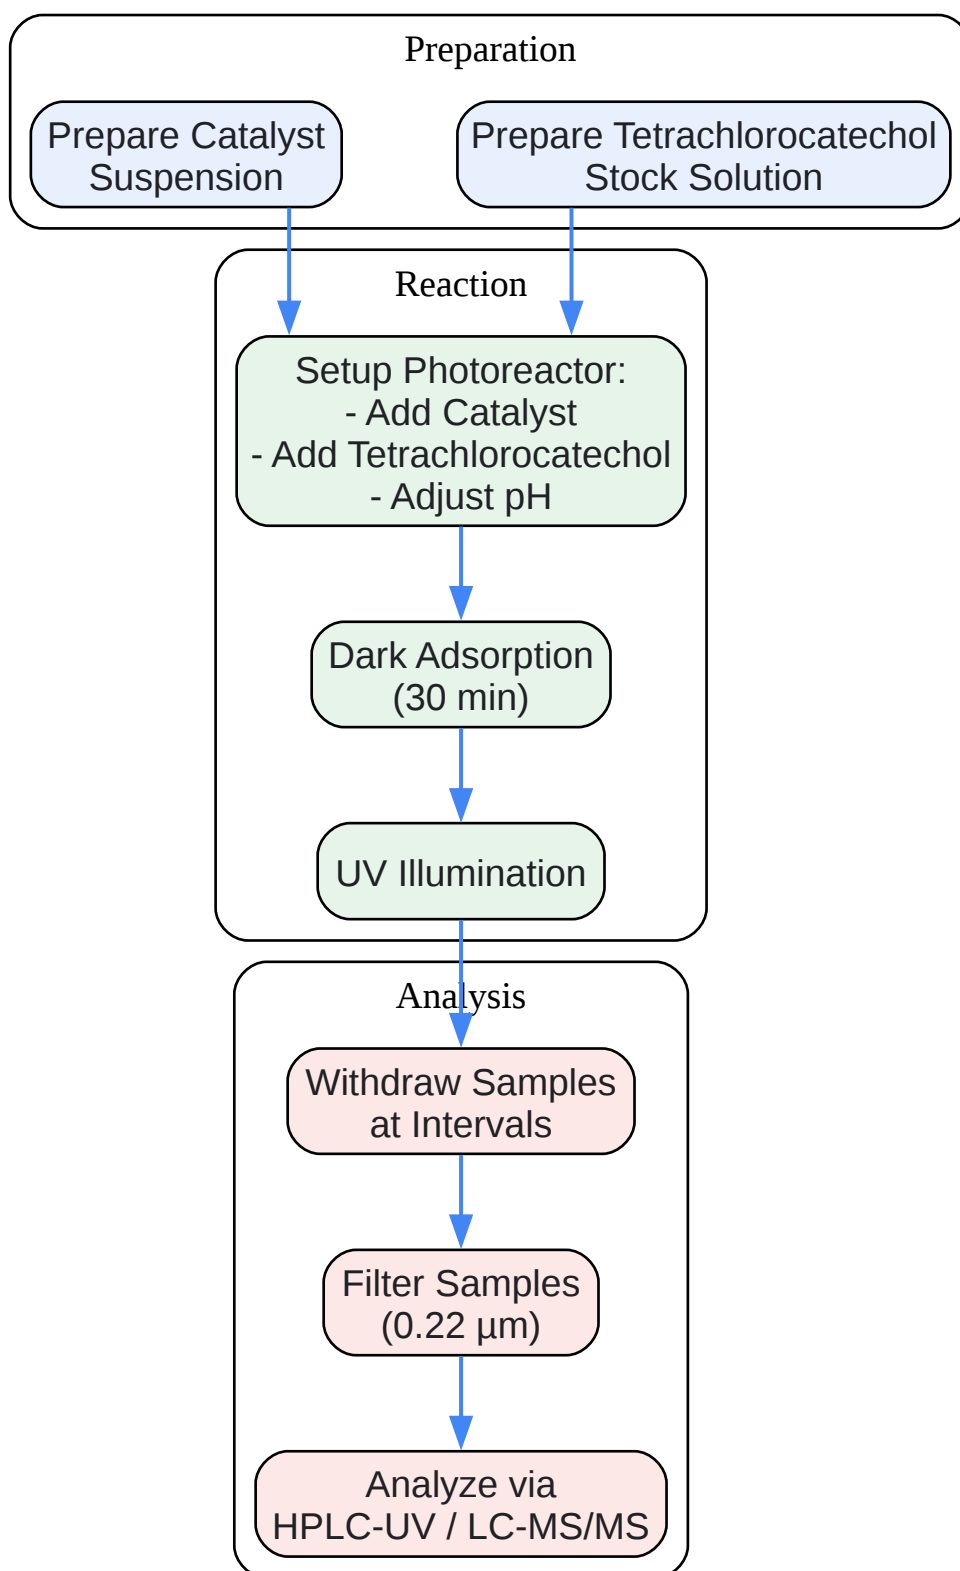 Preparation
Prepare Catalyst
Suspension
Prepare Tetrachlorocatechol
Stock Solution
Reaction
Setup Photoreactor:
- Add Catalyst
- Add Tetrachlorocatechol
- Adjust pH
Dark Adsorption
(30 min)
UV Illumination
Analysis
Withdraw Samples
at Intervals
Filter Samples
(0.22 µm)
Analyze via
HPLC-UV / LC-MS/MS